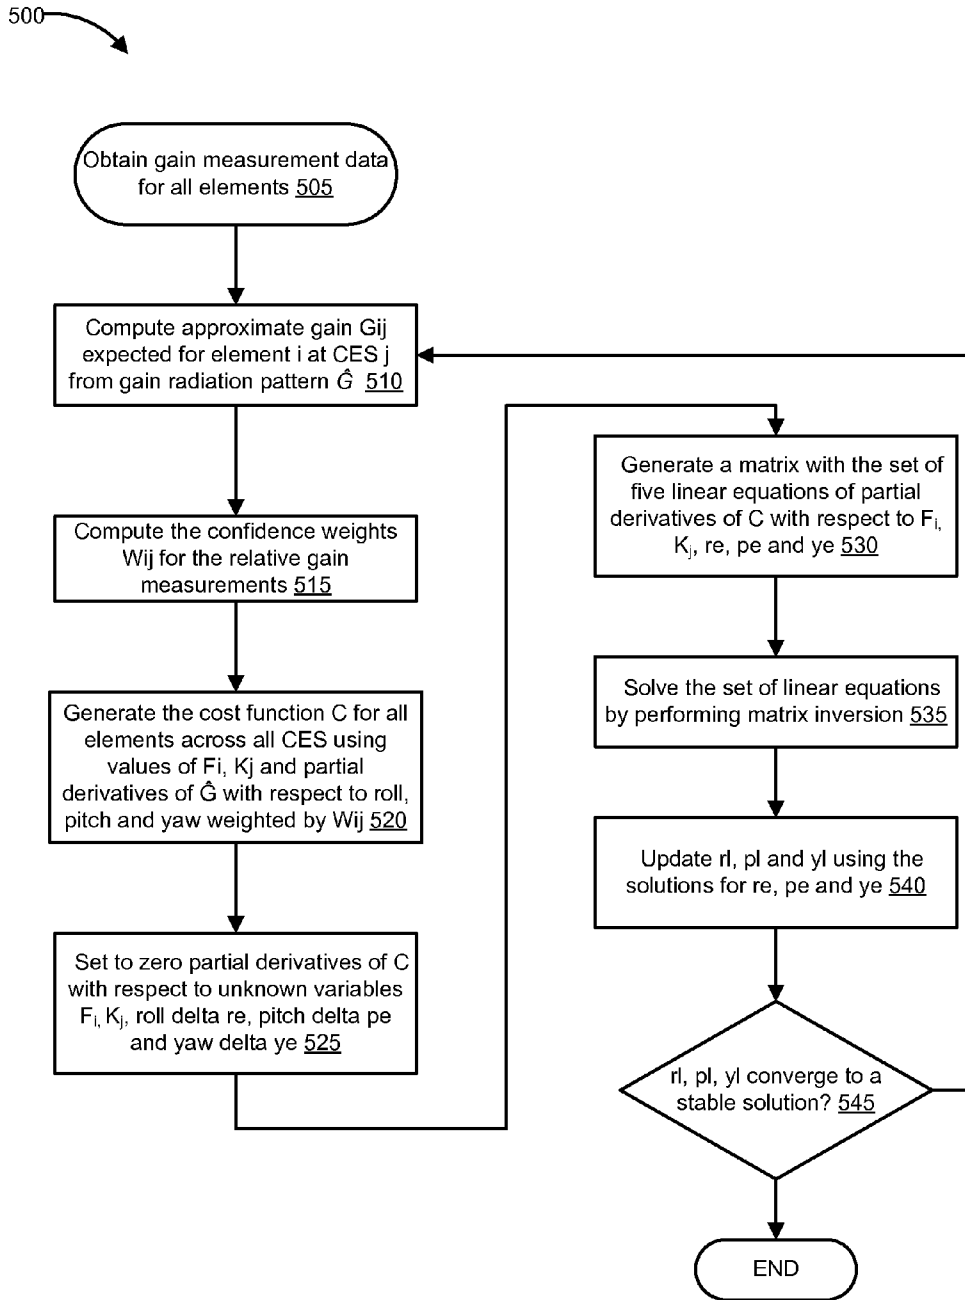 500
Obtain gain measurement data
for all elements 505
Compute approximate gain Gij
expected for element i at CES j
from gain radiation pattern Ĝ 510
Compute the confidence weights
Wij for the relative gain
measurements 515
Generate the cost function C for all
elements across all CES using
values of Fi, Kj and partial
derivatives of Ĝ with respect to roll,
pitch and yaw weighted by Wij 520
Set to zero partial derivatives of C
with respect to unknown variables
Fi, Kj, roll delta re, pitch delta pe
and yaw delta ye 525
Generate a matrix with the set of
five linear equations of partial
derivatives of C with respect to Fi,
Kj, re, pe and ye 530
Solve the set of linear equations
by performing matrix inversion 535
Update rl, pl and yl using the
solutions for re, pe and ye 540
rl, pl, yl converge to a
stable solution? 545
END